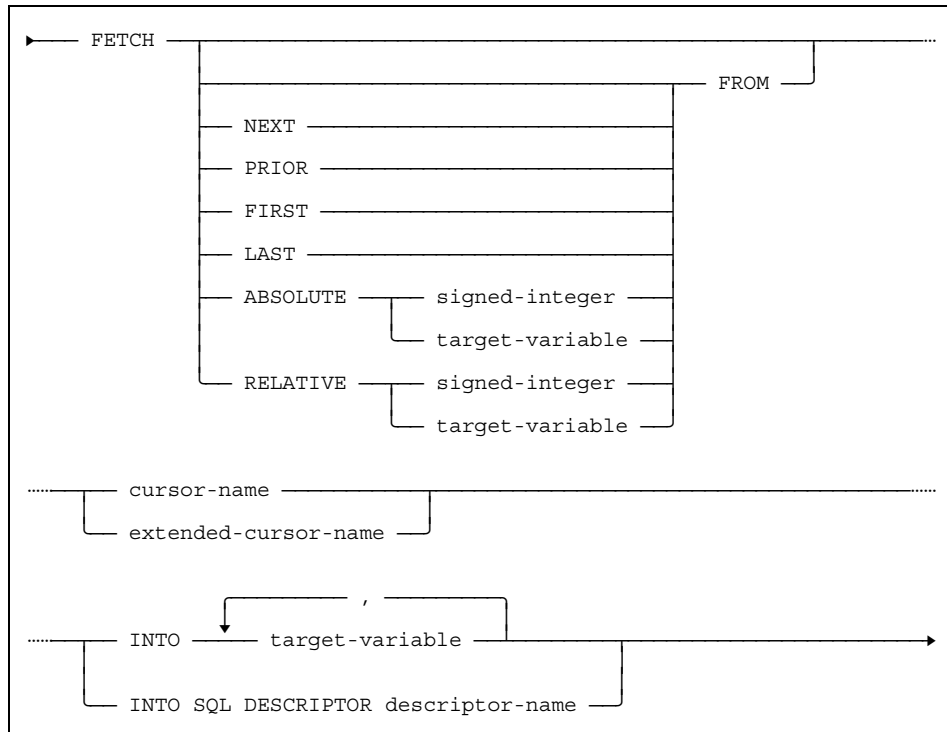 FETCH
FROM
NEXT
PRIOR
FIRST
LAST
ABSOLUTE signed-integer
target-variable
RELATIVE signed-integer
target-variable
cursor-name
extended-cursor-name
,
INTO target-variable
INTO SQL DESCRIPTOR descriptor-name